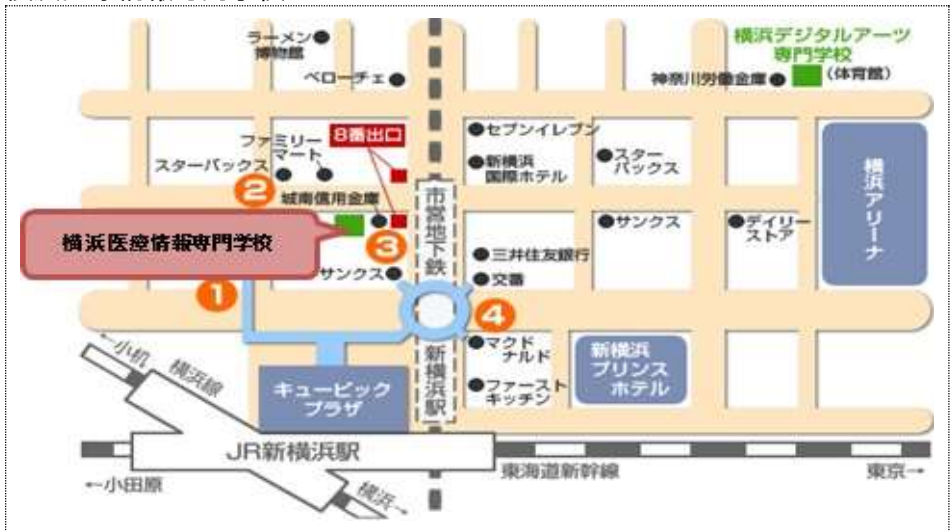 ラーメン
博物館
ベローチェ
横浜デジタルアーツ
専門学校
(体育館)
神奈川労働金庫
ファミリー
マート
8番出口
スターバックス
2
城南信用金庫
横浜医療情報専門学校
3
サンクス
1
市営地下鉄
新横浜駅
セブンイレブン
新横浜
国際ホテル
スター
バックス
サンクス
デイリー
ストア
横浜アリーナ
三井住友銀行
交番
4
マクド
ナルド
ファースト
キッチン
新横浜
プリンス
ホテル
キュービック
プラザ
←小机
横浜線
JR新横浜駅
横浜→
←小田原
東海道新幹線
東京→